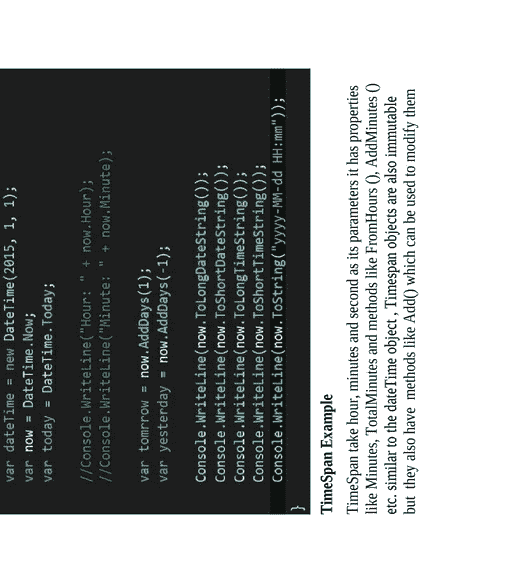 var dateTime = new DateTime(2015, 1, 1);
var now = DateTime.Now;
var today = DateTime.Today;
//Console.WriteLine("Hour: " + now.Hour);
//Console.WriteLine("Minute: " + now.Minute);
var tomrrow = now.AddDays(1);
var yesterday = now.AddDays(-1);
Console.WriteLine(now.ToLongDateString());
Console.WriteLine(now.ToShortDateString());
Console.WriteLine(now.ToLongTimeString());
Console.WriteLine(now.ToShortTimeString());
Console.WriteLine(now.ToString("yyyy-MM-dd HH:mm"));
}
TimeSpan Example
TimeSpan take hour, minutes and second as its parameters it has properties
like Minutes, TotalMinutes and methods like FromHours (), AddMinutes ()
etc. similar to the dateTime object , Timespan objects are also immutable
but they also have methods like Add() which can be used to modify them